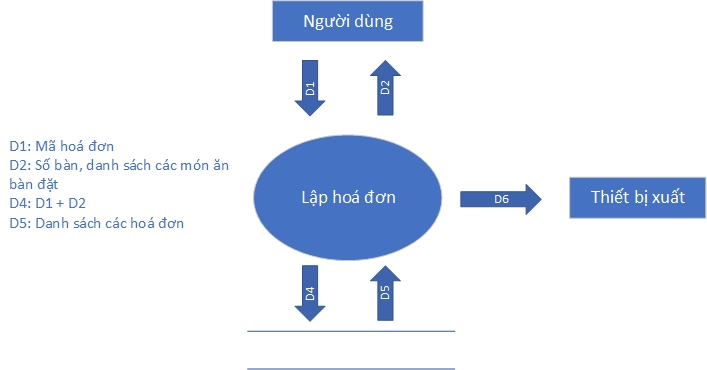 Người dùng
D1
D2
D1: Mã hoá đơn
D2: Số bàn, danh sách các món ăn
bàn đặt
D4: D1 + D2
D5: Danh sách các hoá đơn
Lập hoá đơn
D6
Thiết bị xuất
D4
D5